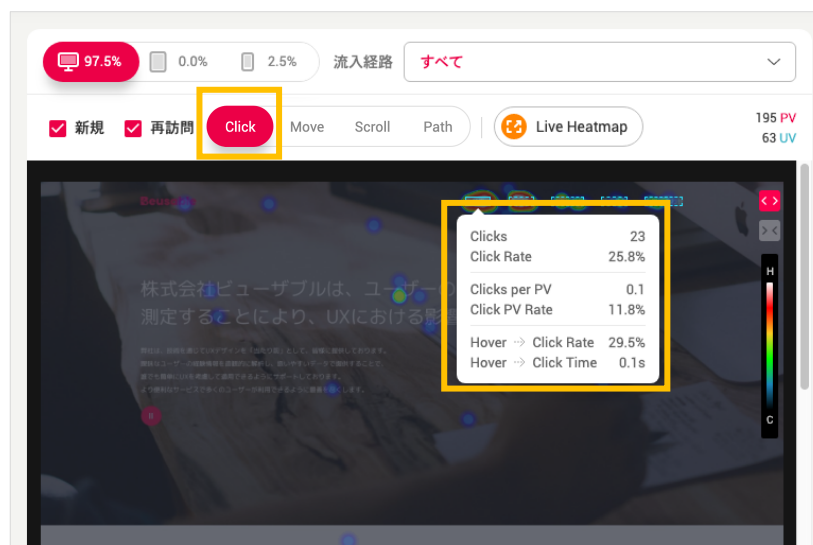 97.5%
0.0%
2.5%
流入経路
すべて
新規
再訪問
Click
Move
Scroll
Path
Live Heatmap
195 PV
63 UV
Clicks 23
Click Rate 25.8%
Clicks per PV 0.1
Click PV Rate 11.8%
Hover → Click Rate 29.5%
Hover → Click Time 0.1s
H
C
株式会社ビューザブルは、ユーザーの
測定することにより、UXにおける影響